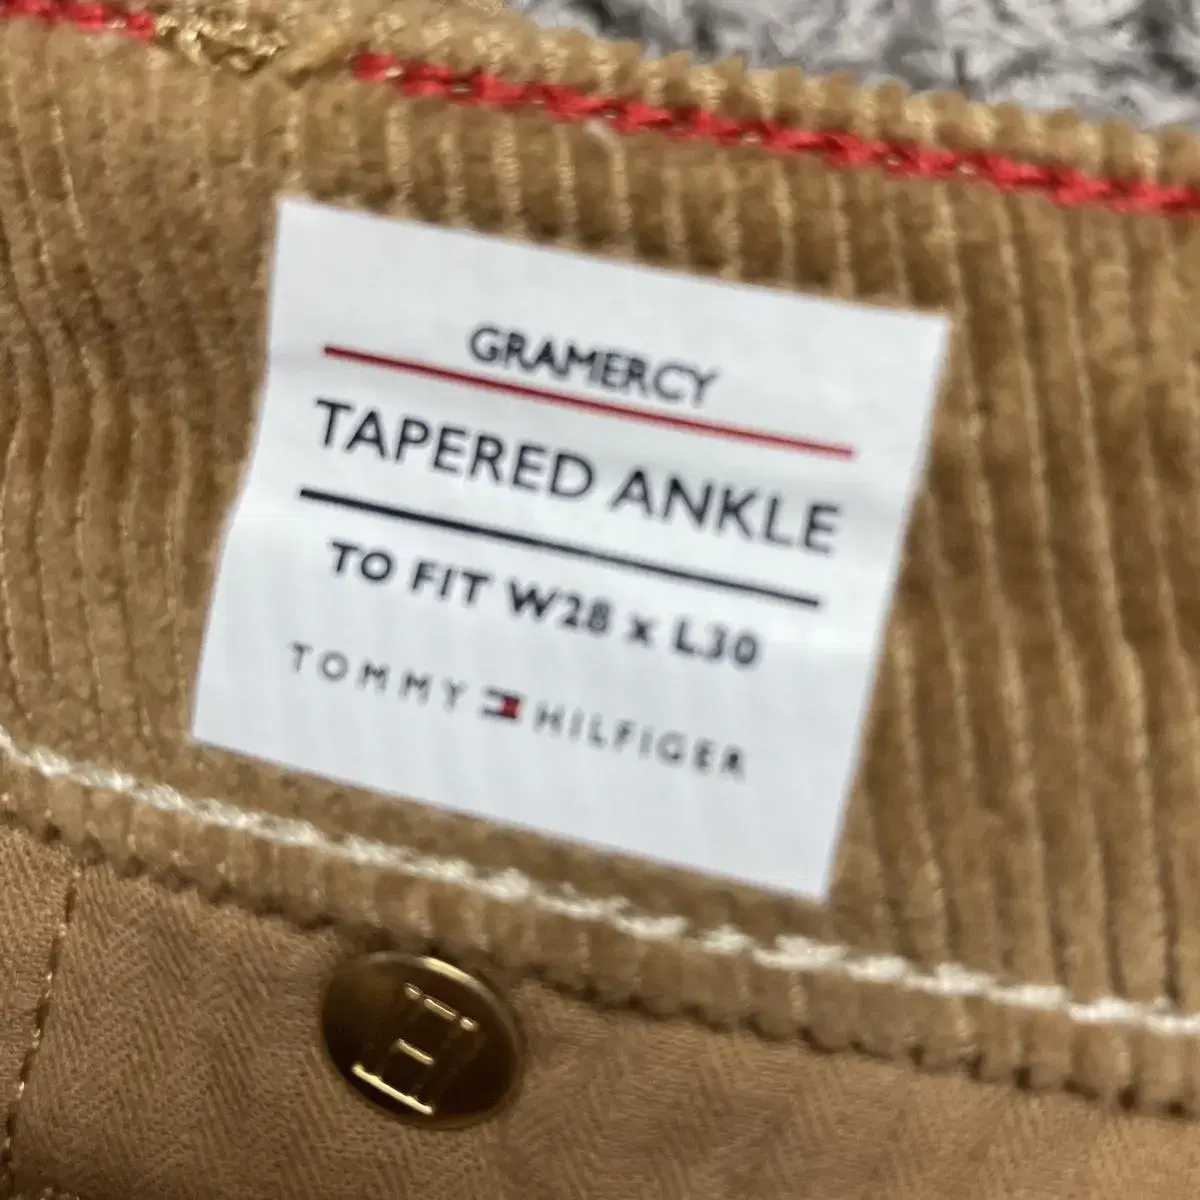 GRAMERCY
TAPERED ANKLE
TO FIT W28 x L30
TOMMY HILFIGER